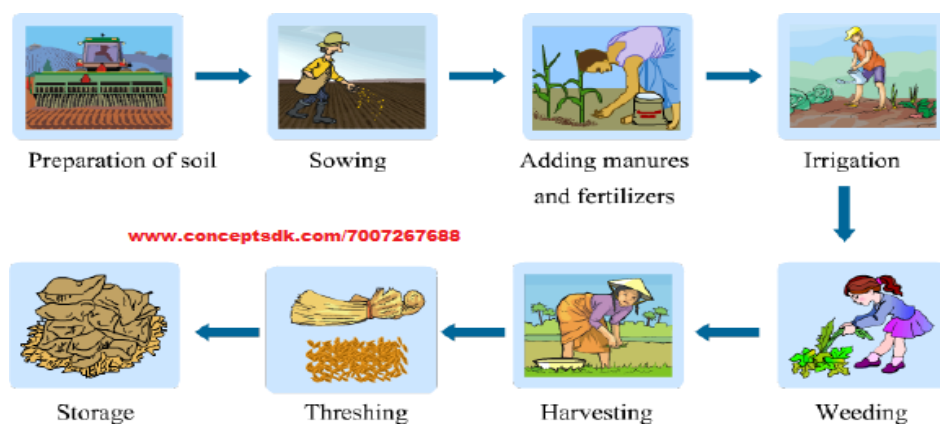 Preparation of soil
Sowing
Adding manures
and fertilizers
Irrigation
www.conceptsdk.com/7007267688
Storage
Threshing
Harvesting
Weeding